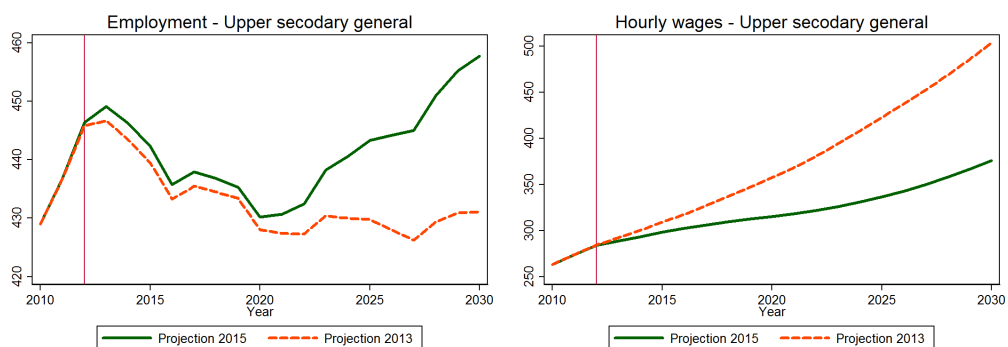 Employment - Upper secodary general
460
450
440
430
420
2010 2015 2020 2025 2030
Year
Projection 2015 Projection 2013
Hourly wages - Upper secodary general
500
450
400
350
300
250
2010 2015 2020 2025 2030
Year
Projection 2015 Projection 2013